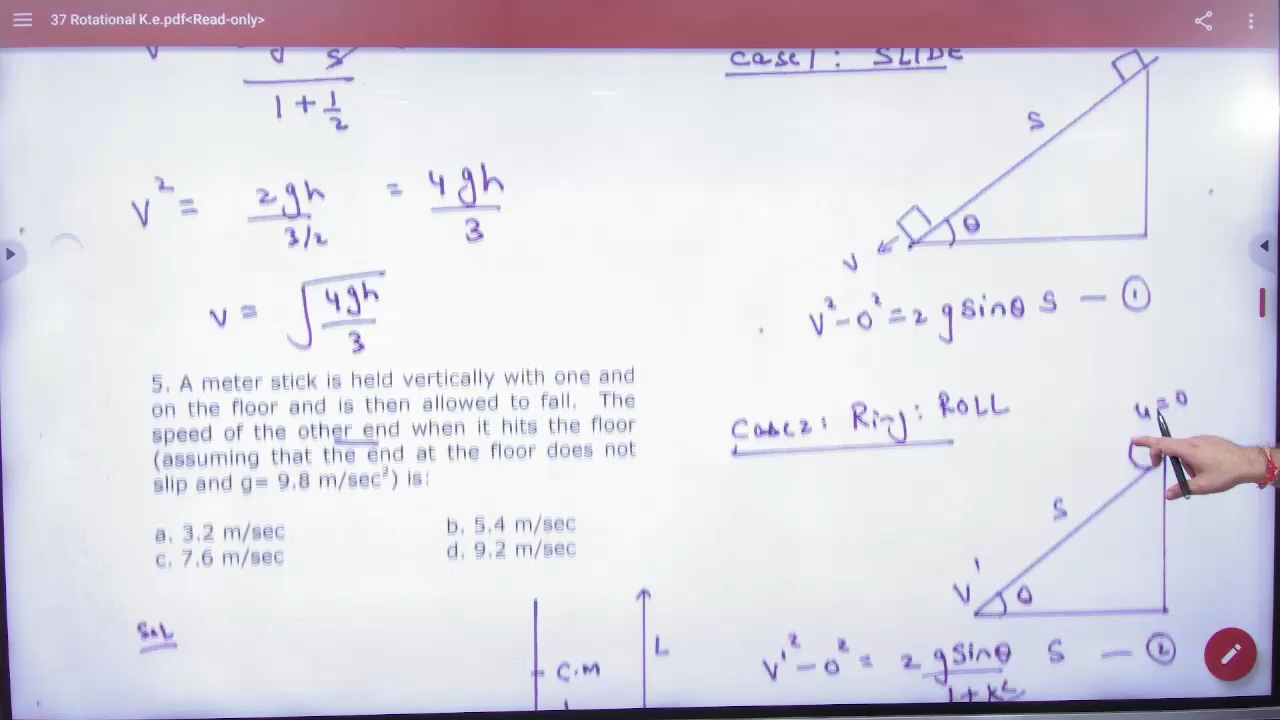 37 Rotational K.e.pdf<Read-only>
1 + 1/2
v² = 2gh / 3/2 = 4gh / 3
v = √4gh / 3
5. A meter stick is held vertically with one and
on the floor and is then allowed to fall. The
speed of the other end when it hits the floor
(assuming that the end at the floor does not
slip and g= 9.8 m/sec²) is:
a. 3.2 m/sec b. 5.4 m/sec
c. 7.6 m/sec d. 9.2 m/sec
Sol
C.M
L
Case1 : SLIDE
S
θ
v
v² - 0² = 2 g sinθ S — ①
Case2 : Ring : ROLL
u = 0
S
v'
θ
v'² - 0² = 2 g sinθ / 1 + k² S — ②